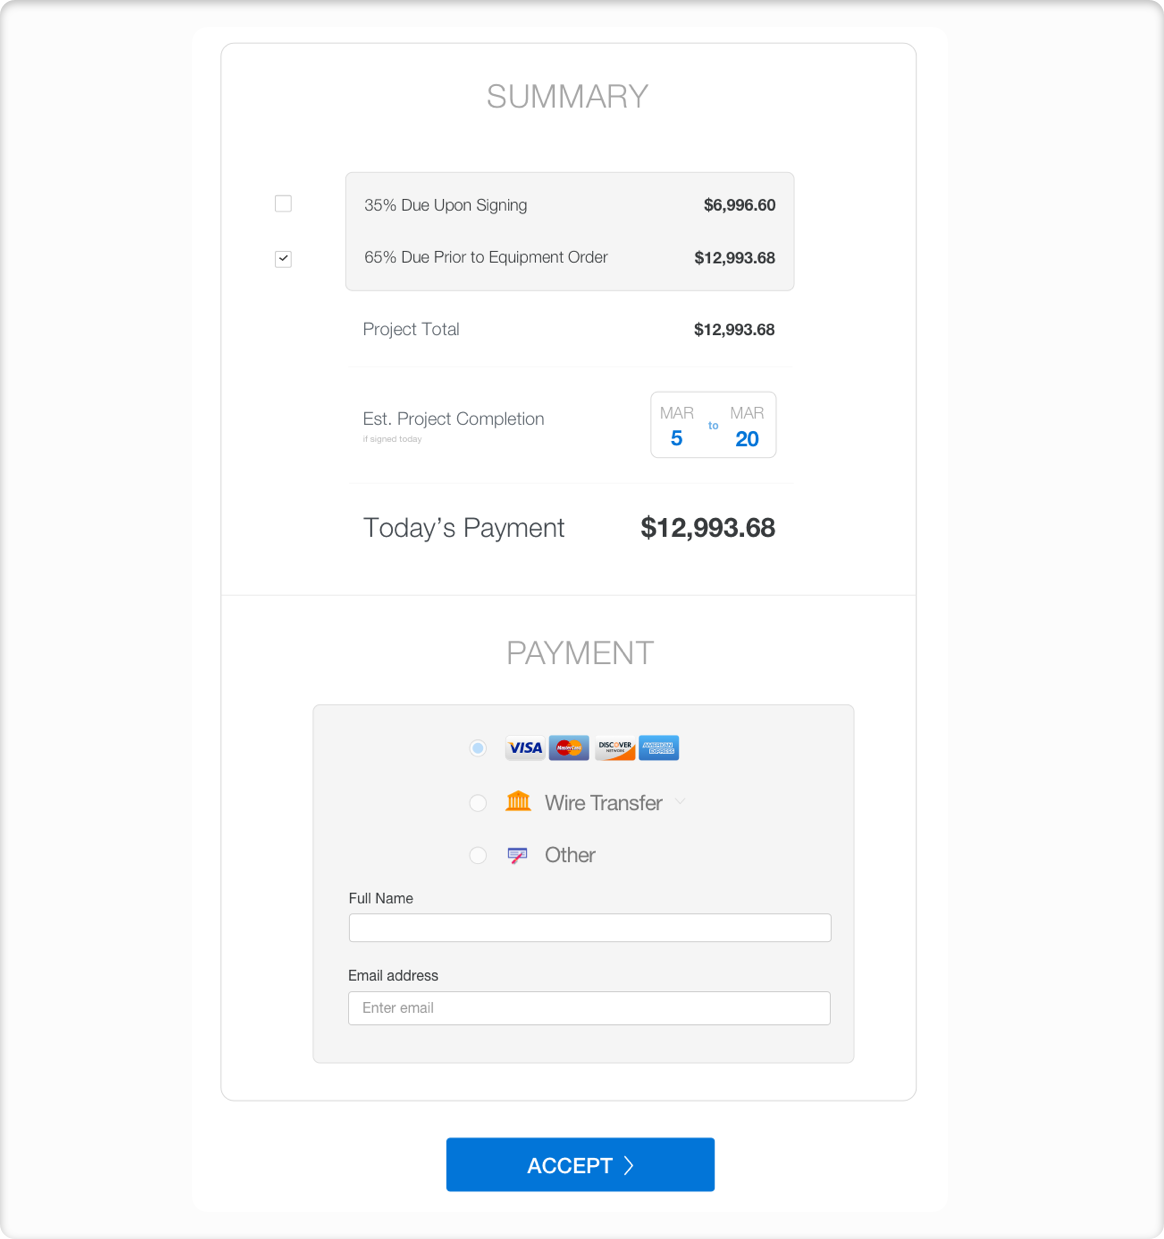 SUMMARY
35% Due Upon Signing $6,996.60
65% Due Prior to Equipment Order $12,993.68
Project Total $12,993.68
Est. Project Completion
if signed today
MAR 5 to MAR 20
Today’s Payment $12,993.68
PAYMENT
VISA MasterCard DISCOVER NETWORK AMERICAN EXPRESS
Wire Transfer
Other
Full Name
Email address
Enter email
ACCEPT